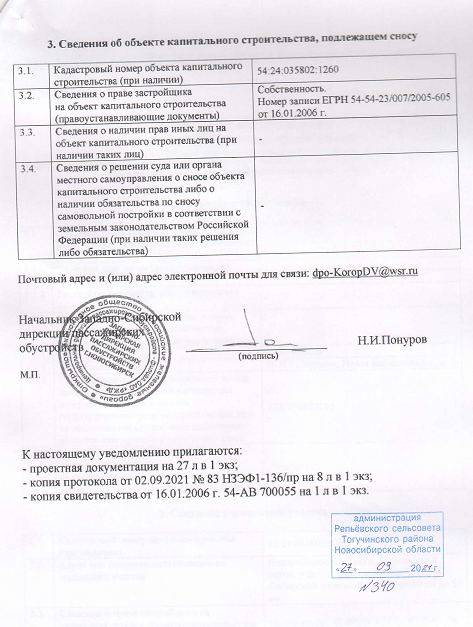 3. Сведения об объекте капитального строительства, подлежащем сносу
3.1. Кадастровый номер объекта капитального 54:24:035802:1260
строительства (при наличии)
3.2. Сведения о праве застройщика Собственность.
на объект капитального строительства Номер записи ЕГРН 54-54-23/007/2005-605
(правоустанавливающие документы) от 16.01.2006 г.
3.3. Сведения о наличии прав иных лиц на
объект капитального строительства (при -
наличии таких лиц)
3.4. Сведения о решении суда или органа
местного самоуправления о сносе объекта
капитального строительства либо о
наличии обязательства по сносу
самовольной постройки в соответствии с -
земельным законодательством Российской
Федерации (при наличии таких решения
либо обязательства)
Почтовый адрес и (или) адрес электронной почты для связи: dpo-KoropDV@wsr.ru
Начальник Западно-Сибирской
дирекции пассажирских
обустройств
Н.И.Понуров
(подпись)
М.П.
ДИРЕКЦИЯ
ПАССАЖИРСКИХ
ОБУСТРОЙСТВ
Г.НОВОСИБИРСК
К настоящему уведомлению прилагаются:
- проектная документация на 27 л в 1 экз;
- копия протокола от 02.09.2021 № 83 НЗЭФ1-136/пр на 8 л в 1 экз;
- копия свидетельства от 16.01.2006 г. 54-АВ 700055 на 1 л в 1 экз.
администрация
Репьёвского сельсовета
Тогучинского района
Новосибирской области
«27» 09 2021 г.
№340